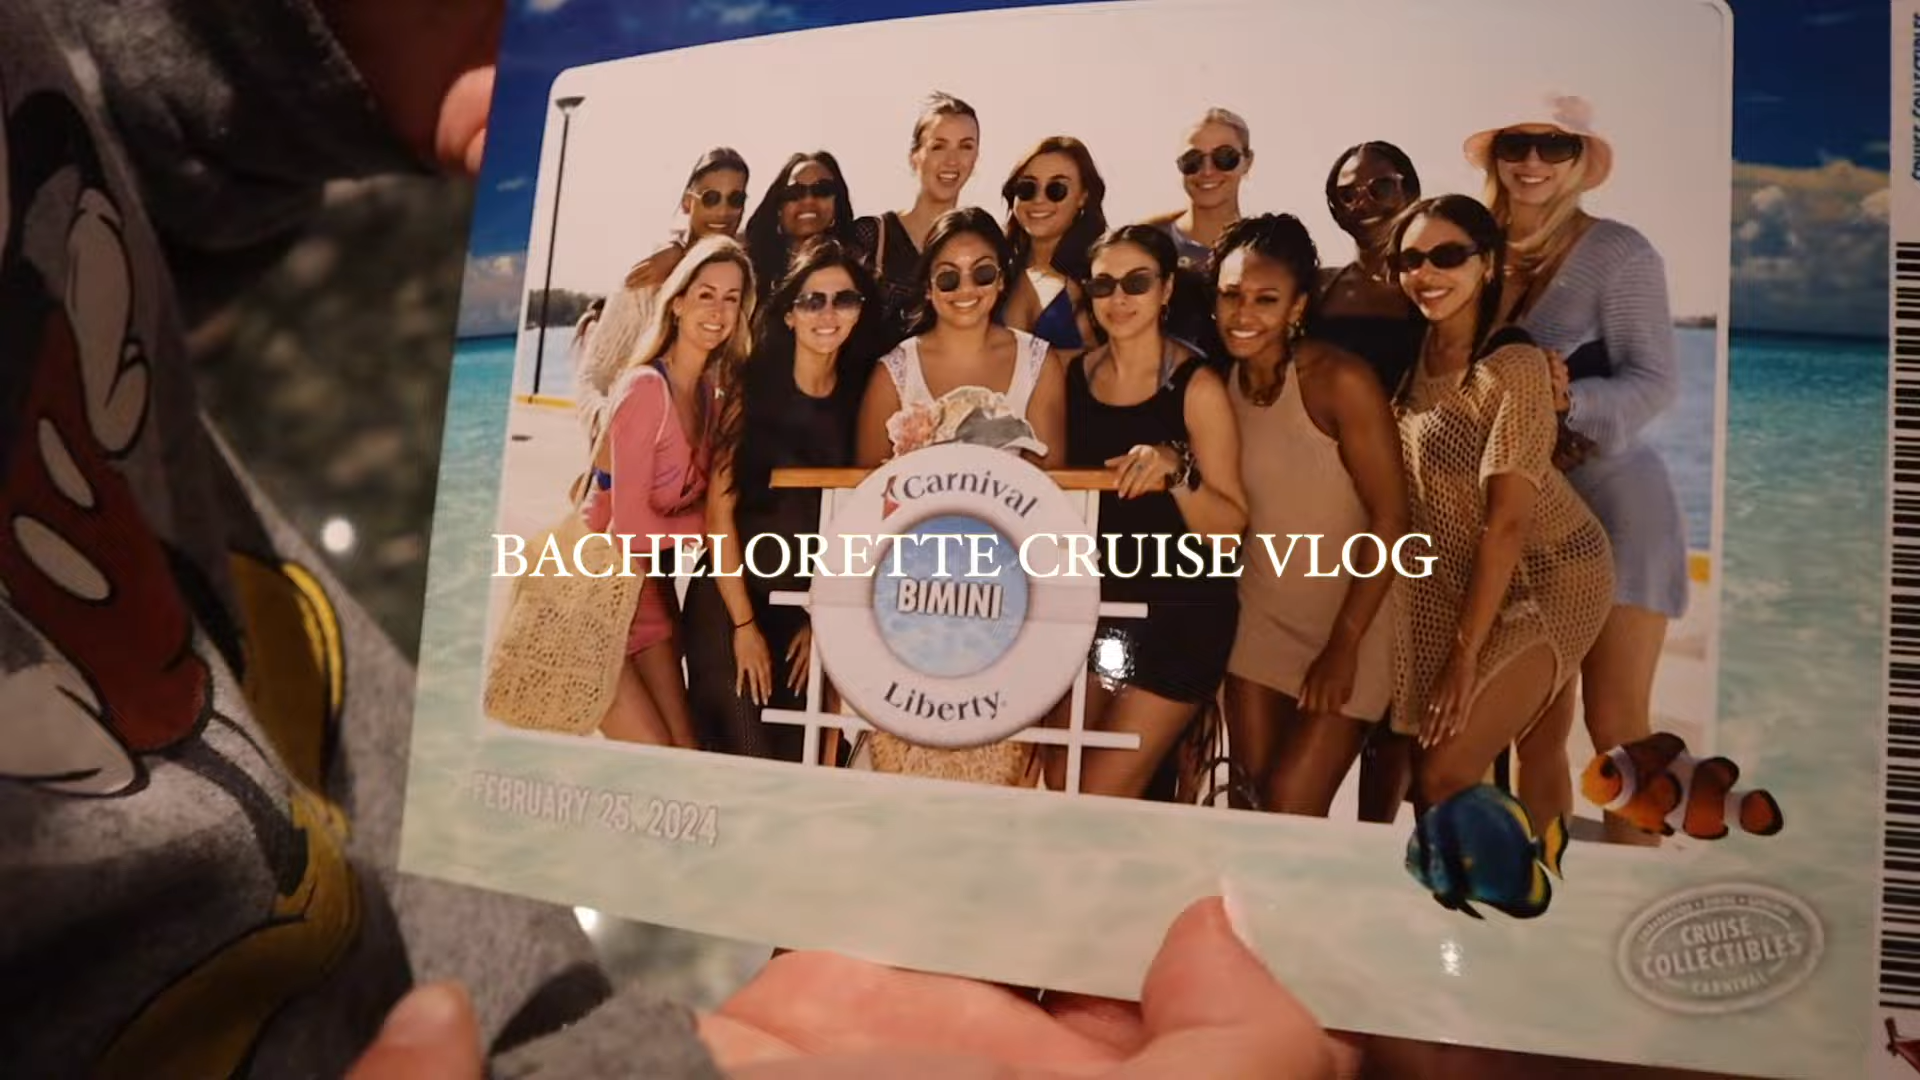 Carnival
BACHELORETTE CRUISE VLOG
BIMINI
Liberty
FEBRUARY 25, 2024
CRUISE
COLLECTIBLES
CARNIVAL